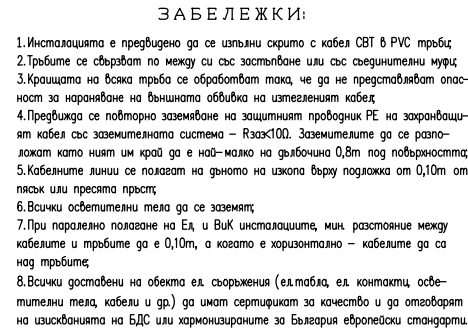 ЗАБЕЛЕЖКИ:
1.Инсталацията е предвидено да се изпълни скрито с кабел СВТ в PVC тръби;
2.Тръбите се свързват по между си със застъпване или със съединителни муфи;
3.Краищата на всяка тръба се обработват така, че да не представляват опас-
ност за нараняване на външната обвивка на изтегленият кабел;
4.Предвижда се повторно заземяване на защитният проводник PE на захранващи-
ят кабел със заземителната система – Rзаз<10Ω. Заземителите да се разпо-
ложат като ният им край да е най-малко на дълбочина 0,8m под повърхността;
5.Кабелните линии се полагат на дъното на изкопа върху подложка от 0,10m от
пясък или пресята пръст;
6.Всички осветителни тела да се заземят;
7.При паралелно полагане на Ел, и ВиК инсталациите, мин. разстояние между
кабелите и тръбите да е 0,10m, а когато е хоризонтално – кабелите да са
над тръбите;
8.Всички доставени на обекта ел. съоръжения (ел.табла, ел. контакти, осве-
тителни тела, кабели и др.) да имат сертификат за качество и да отговарят
на изискванията на БДС или хармонизираните за България европейски стандарти.